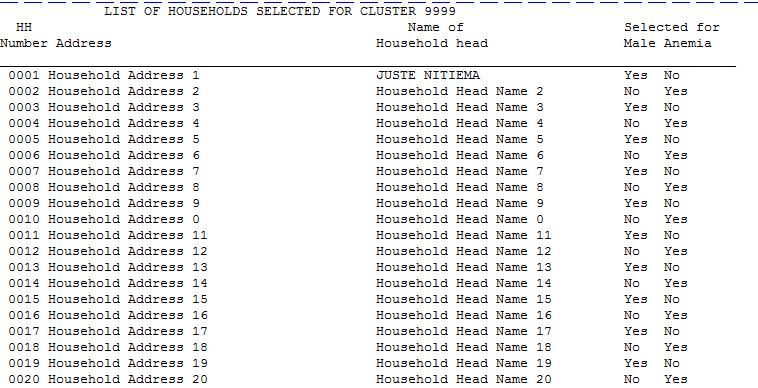 LIST OF HOUSEHOLDS SELECTED FOR CLUSTER 9999
HH Name of Selected for
Number Address Household head Male Anemia
0001 Household Address 1 JUSTE NITIEMA Yes No
0002 Household Address 2 Household Head Name 2 No Yes
0003 Household Address 3 Household Head Name 3 Yes No
0004 Household Address 4 Household Head Name 4 No Yes
0005 Household Address 5 Household Head Name 5 Yes No
0006 Household Address 6 Household Head Name 6 No Yes
0007 Household Address 7 Household Head Name 7 Yes No
0008 Household Address 8 Household Head Name 8 No Yes
0009 Household Address 9 Household Head Name 9 Yes No
0010 Household Address 0 Household Head Name 0 No Yes
0011 Household Address 11 Household Head Name 11 Yes No
0012 Household Address 12 Household Head Name 12 No Yes
0013 Household Address 13 Household Head Name 13 Yes No
0014 Household Address 14 Household Head Name 14 No Yes
0015 Household Address 15 Household Head Name 15 Yes No
0016 Household Address 16 Household Head Name 16 No Yes
0017 Household Address 17 Household Head Name 17 Yes No
0018 Household Address 18 Household Head Name 18 No Yes
0019 Household Address 19 Household Head Name 19 Yes No
0020 Household Address 20 Household Head Name 20 No Yes